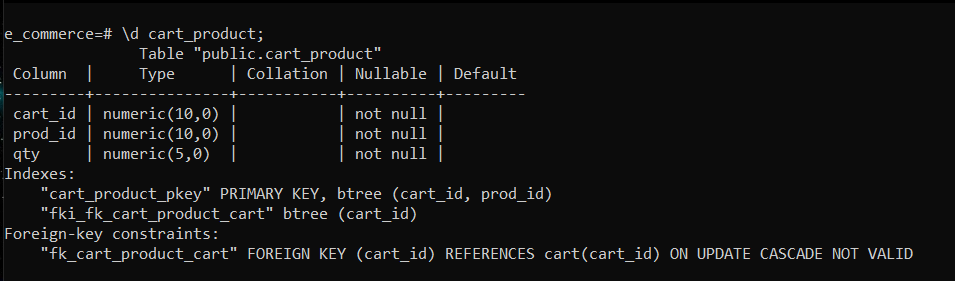 e_commerce=# \d cart_product;
              Table "public.cart_product"
 Column  |     Type      | Collation | Nullable | Default
---------+---------------+-----------+----------+---------
 cart_id | numeric(10,0) |           | not null |
 prod_id | numeric(10,0) |           | not null |
 qty     | numeric(5,0)  |           | not null |
Indexes:
    "cart_product_pkey" PRIMARY KEY, btree (cart_id, prod_id)
    "fki_fk_cart_product_cart" btree (cart_id)
Foreign-key constraints:
    "fk_cart_product_cart" FOREIGN KEY (cart_id) REFERENCES cart(cart_id) ON UPDATE CASCADE NOT VALID